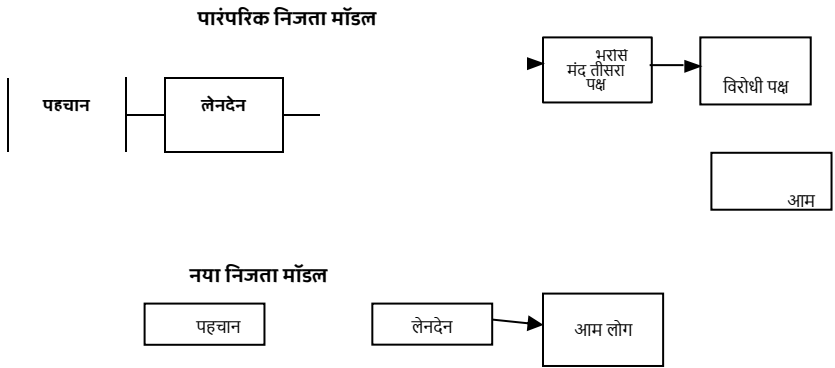 पारंपरिक निजता मॉडल
पहचान
लेनदेन
भरोसे
मंद तीसरा
पक्ष
विरोधी पक्ष
आम
नया निजता मॉडल
पहचान
लेनदेन
आम लोग